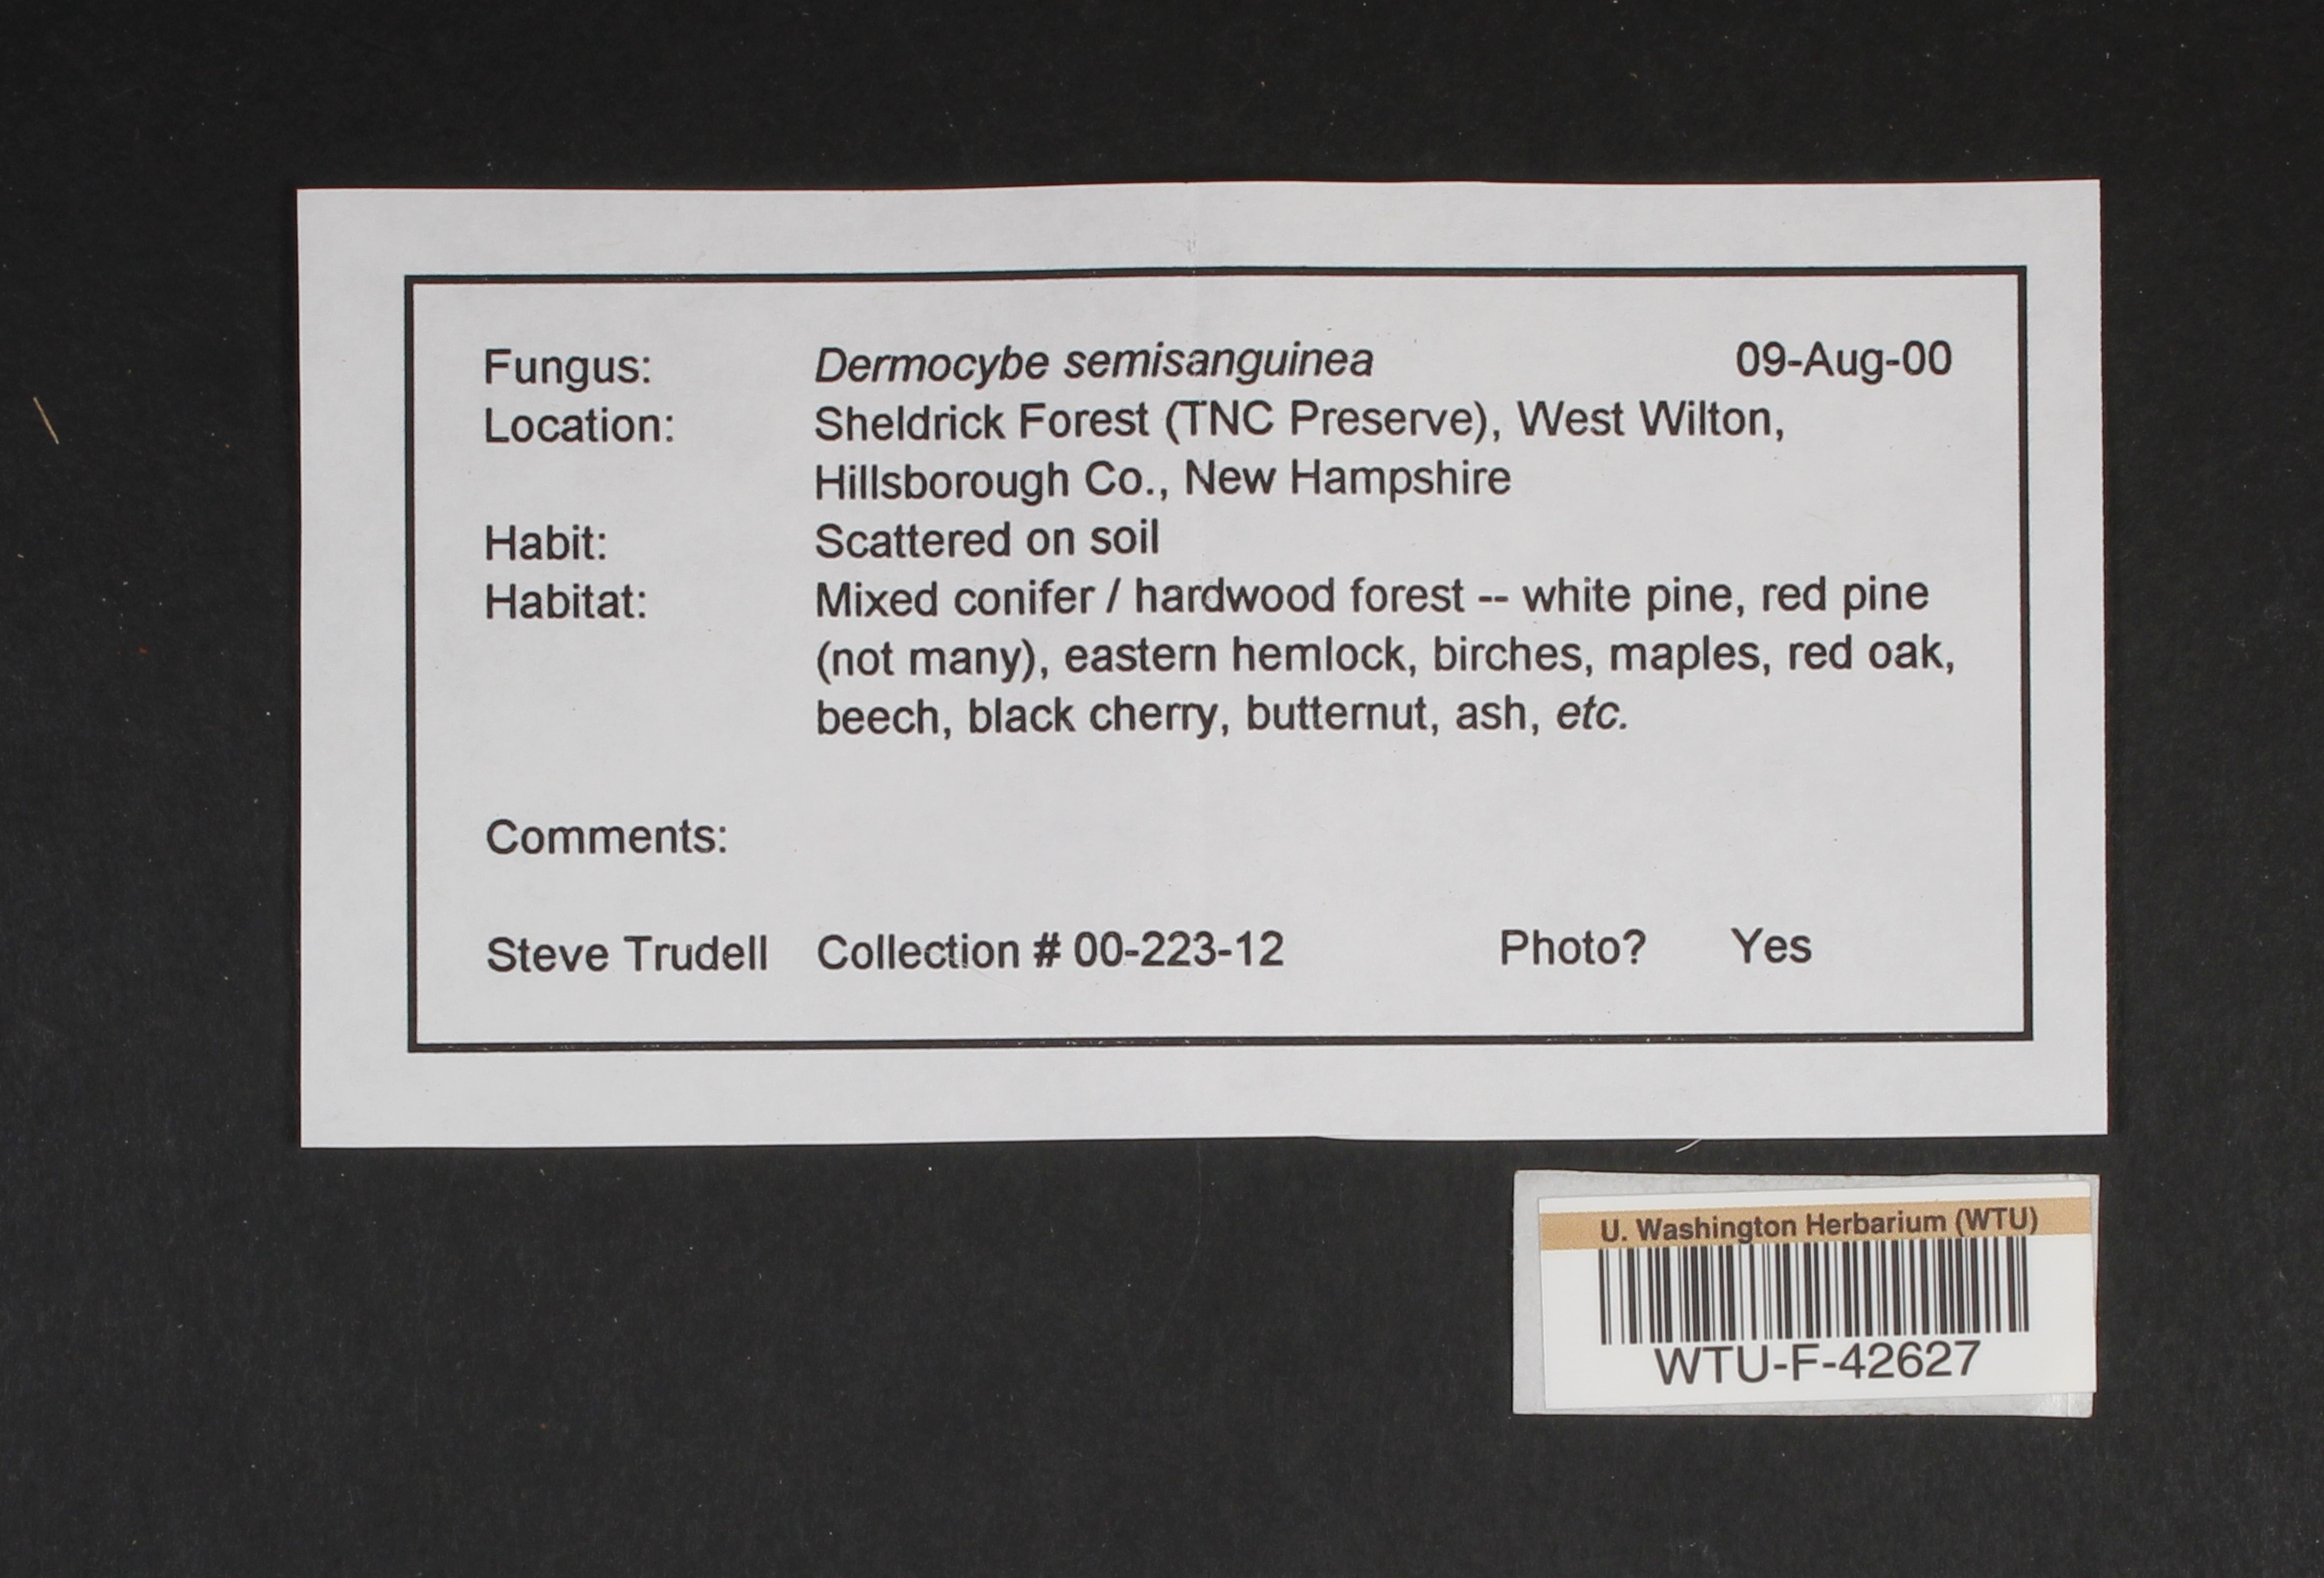 Fungus: Dermocybe semisanguinea 09-Aug-00
Location: Sheldrick Forest (TNC Preserve), West Wilton,
Hillsborough Co., New Hampshire
Habit: Scattered on soil
Habitat: Mixed conifer / hardwood forest -- white pine, red pine
(not many), eastern hemlock, birches, maples, red oak,
beech, black cherry, butternut, ash, etc.
Comments:
Steve Trudell Collection # 00-223-12 Photo? Yes
U. Washington Herbarium (WTU)
WTU-F-42627